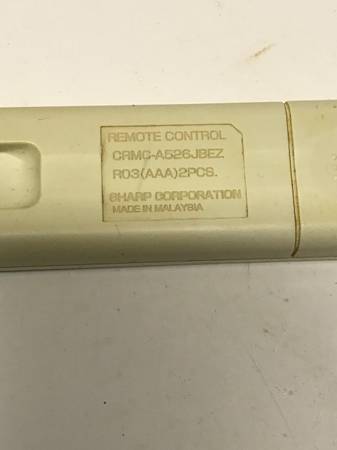 REMOTE CONTROL
CRMC-A526JBEZ
R03(AAA)2PCS.
SHARP CORPORATION
MADE IN MALAYSIA